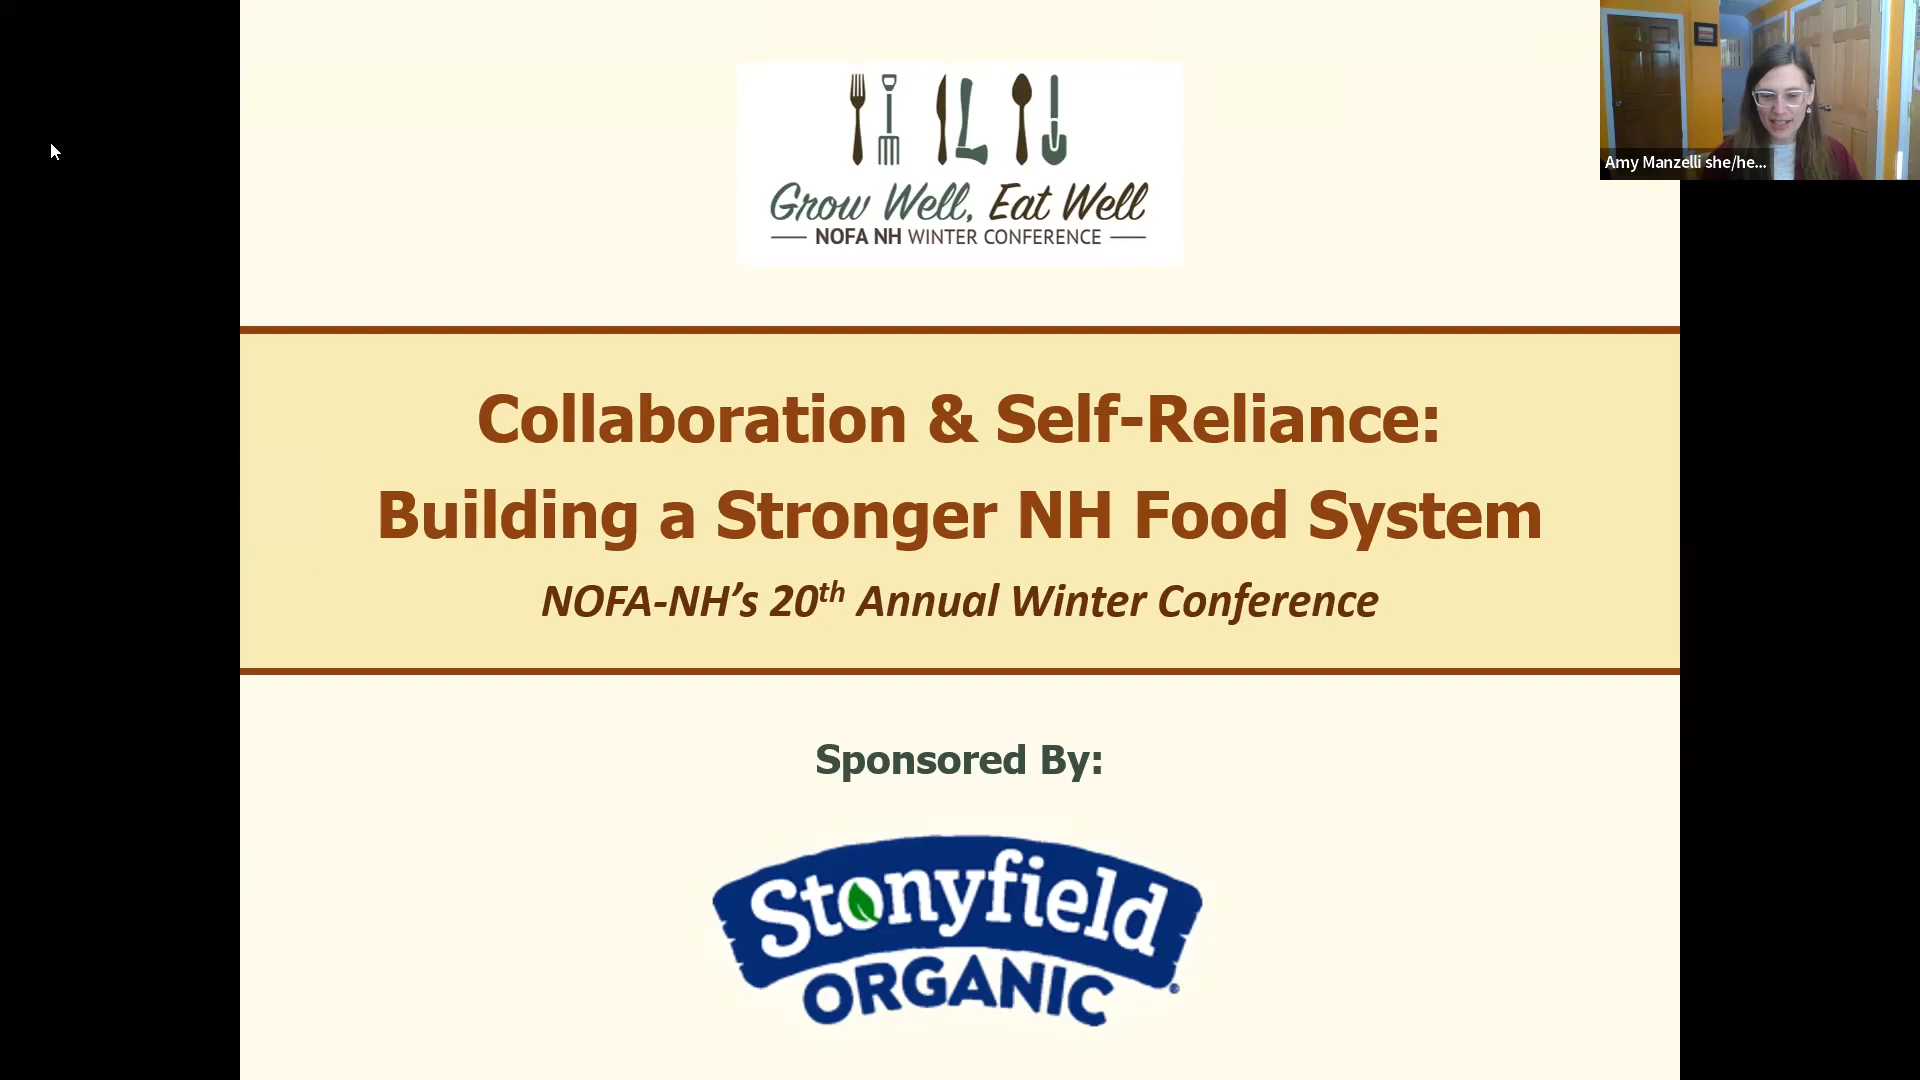 Grow Well, Eat Well
NOFA NH WINTER CONFERENCE
Amy Manzelli she/he...
Collaboration & Self-Reliance:
Building a Stronger NH Food System
NOFA-NH’s 20th Annual Winter Conference
Sponsored By:
Stonyfield
ORGANIC